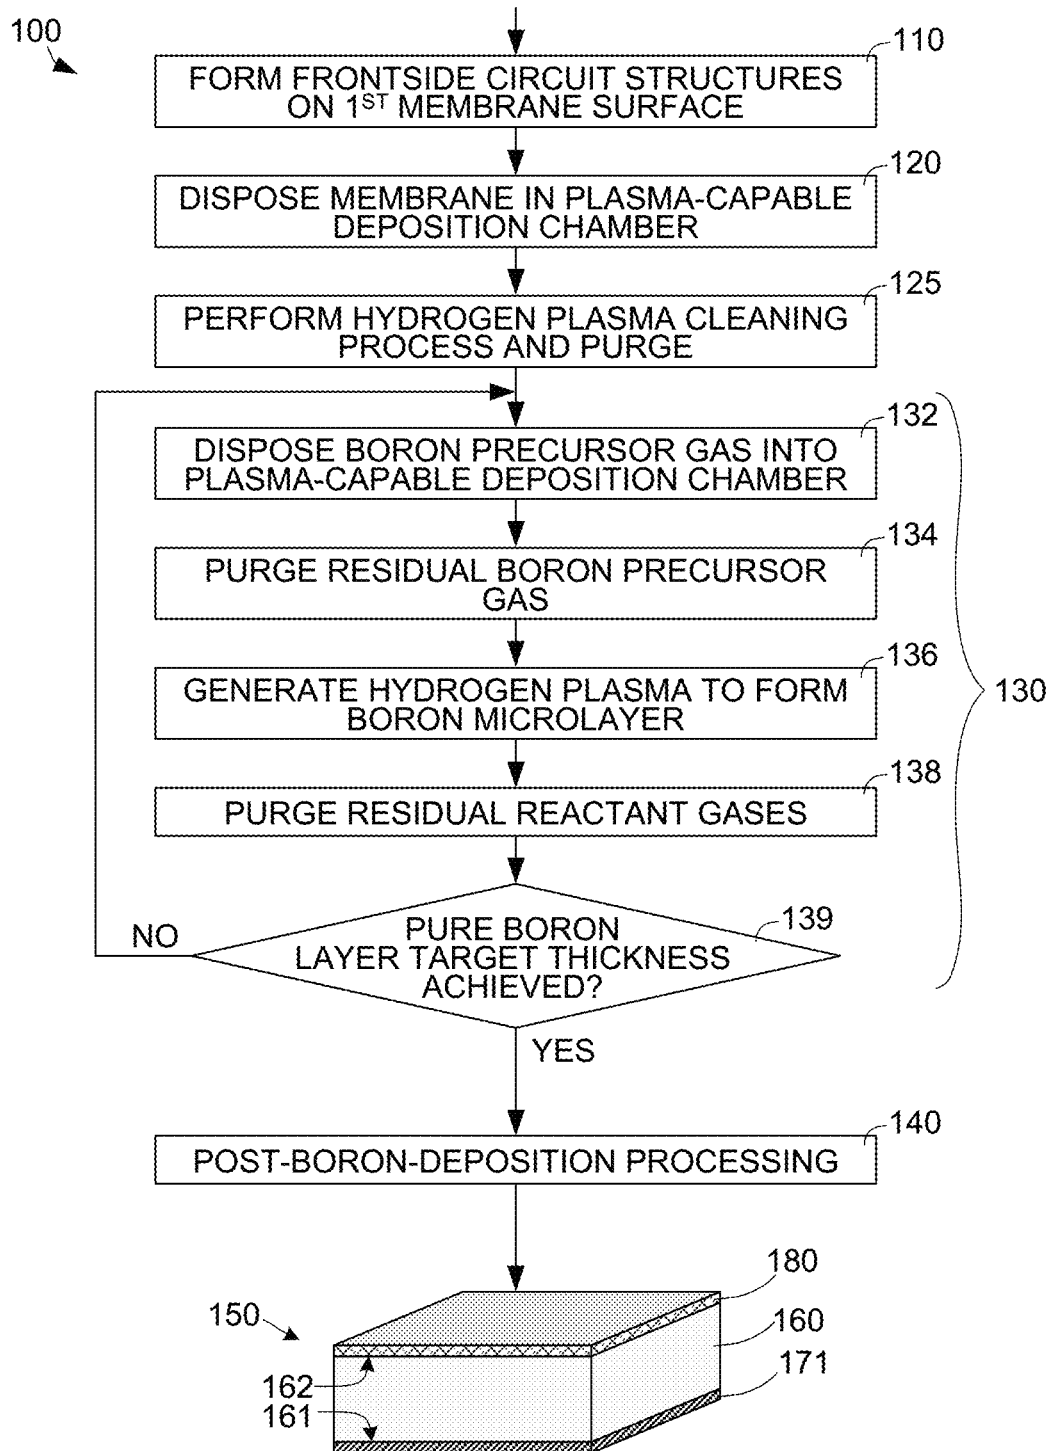 100
110
FORM FRONTSIDE CIRCUIT STRUCTURES
ON 1ST MEMBRANE SURFACE
120
DISPOSE MEMBRANE IN PLASMA-CAPABLE
DEPOSITION CHAMBER
125
PERFORM HYDROGEN PLASMA CLEANING
PROCESS AND PURGE
132
DISPOSE BORON PRECURSOR GAS INTO
PLASMA-CAPABLE DEPOSITION CHAMBER
134
PURGE RESIDUAL BORON PRECURSOR
GAS
136
GENERATE HYDROGEN PLASMA TO FORM
BORON MICROLAYER
130
138
PURGE RESIDUAL REACTANT GASES
139
NO
PURE BORON
LAYER TARGET THICKNESS
ACHIEVED?
YES
140
POST-BORON-DEPOSITION PROCESSING
180
150
160
171
162
161